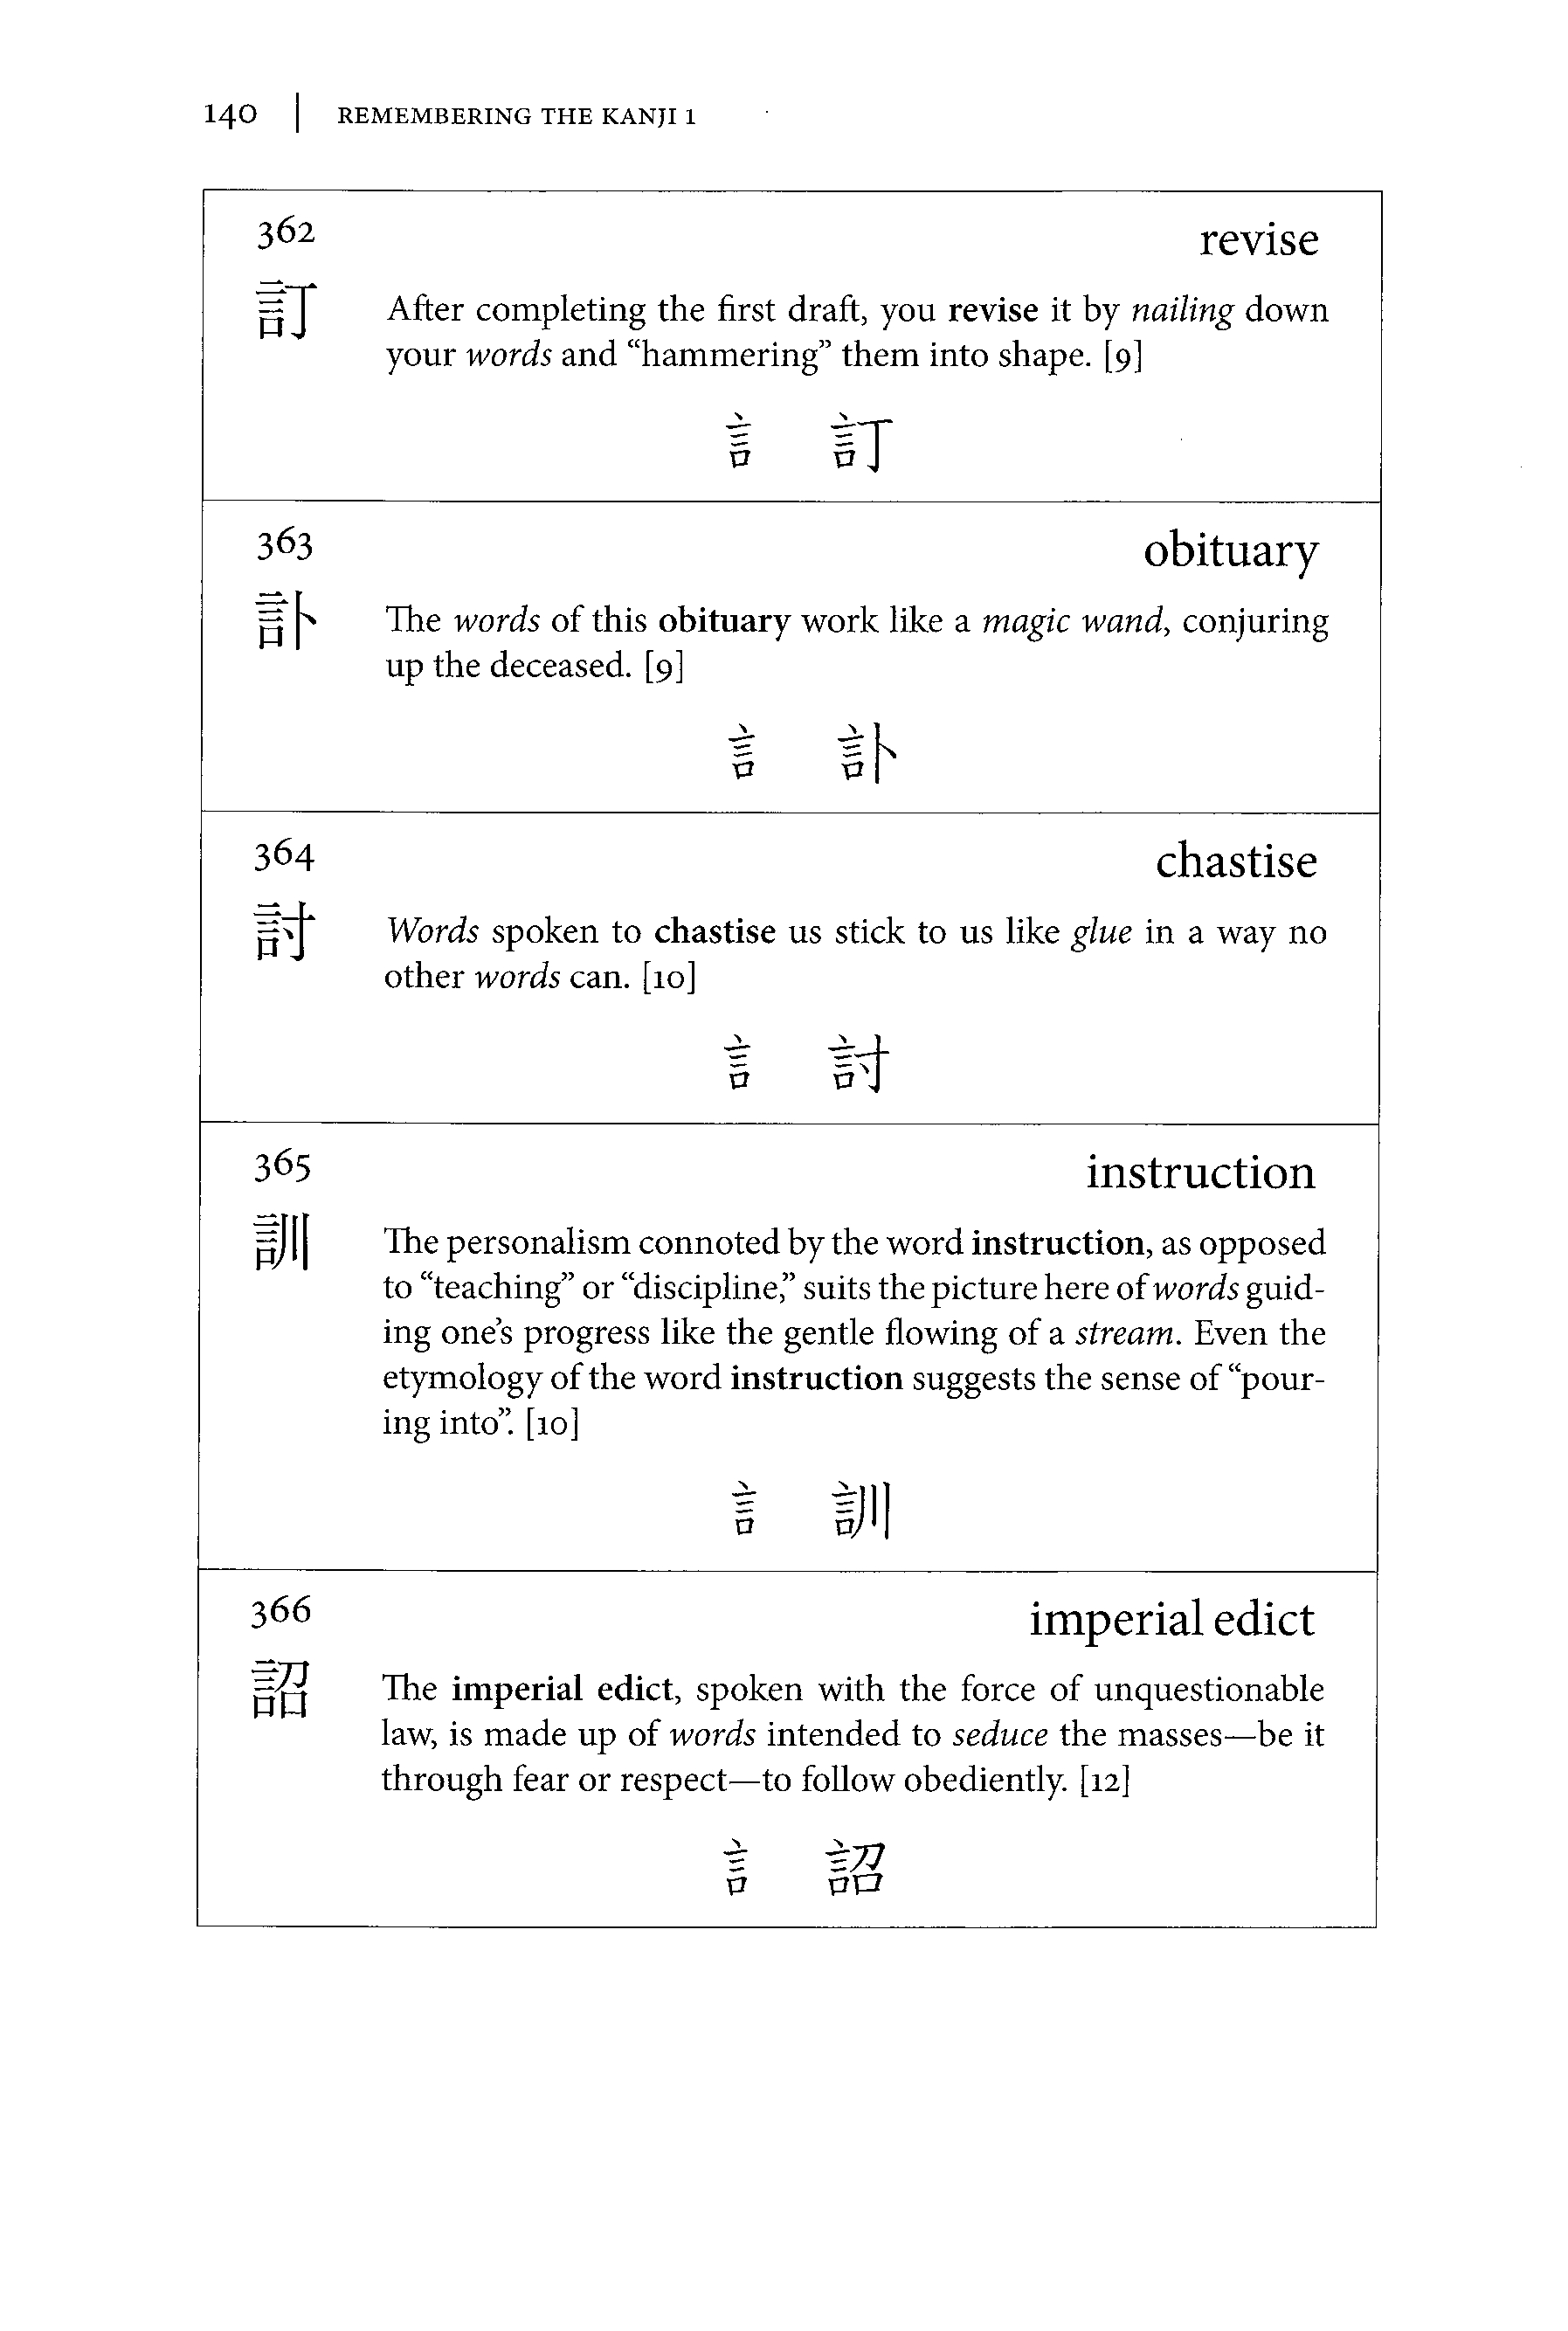 140 | REMEMBERING THE KANJI 1
362 revise
訂 After completing the first draft, you revise it by nailing down
your words and “hammering” them into shape. [9]
言 訂
363 obituary
訃 The words of this obituary work like a magic wand, conjuring
up the deceased. [9]
言 訃
364 chastise
討 Words spoken to chastise us stick to us like glue in a way no
other words can. [10]
言 討
365 instruction
訓 The personalism connoted by the word instruction, as opposed
to “teaching” or “discipline,” suits the picture here of words guid-
ing one’s progress like the gentle flowing of a stream. Even the
etymology of the word instruction suggests the sense of “pour-
ing into”. [10]
言 訓
366 imperial edict
詔 The imperial edict, spoken with the force of unquestionable
law, is made up of words intended to seduce the masses—be it
through fear or respect—to follow obediently. [12]
言 詔